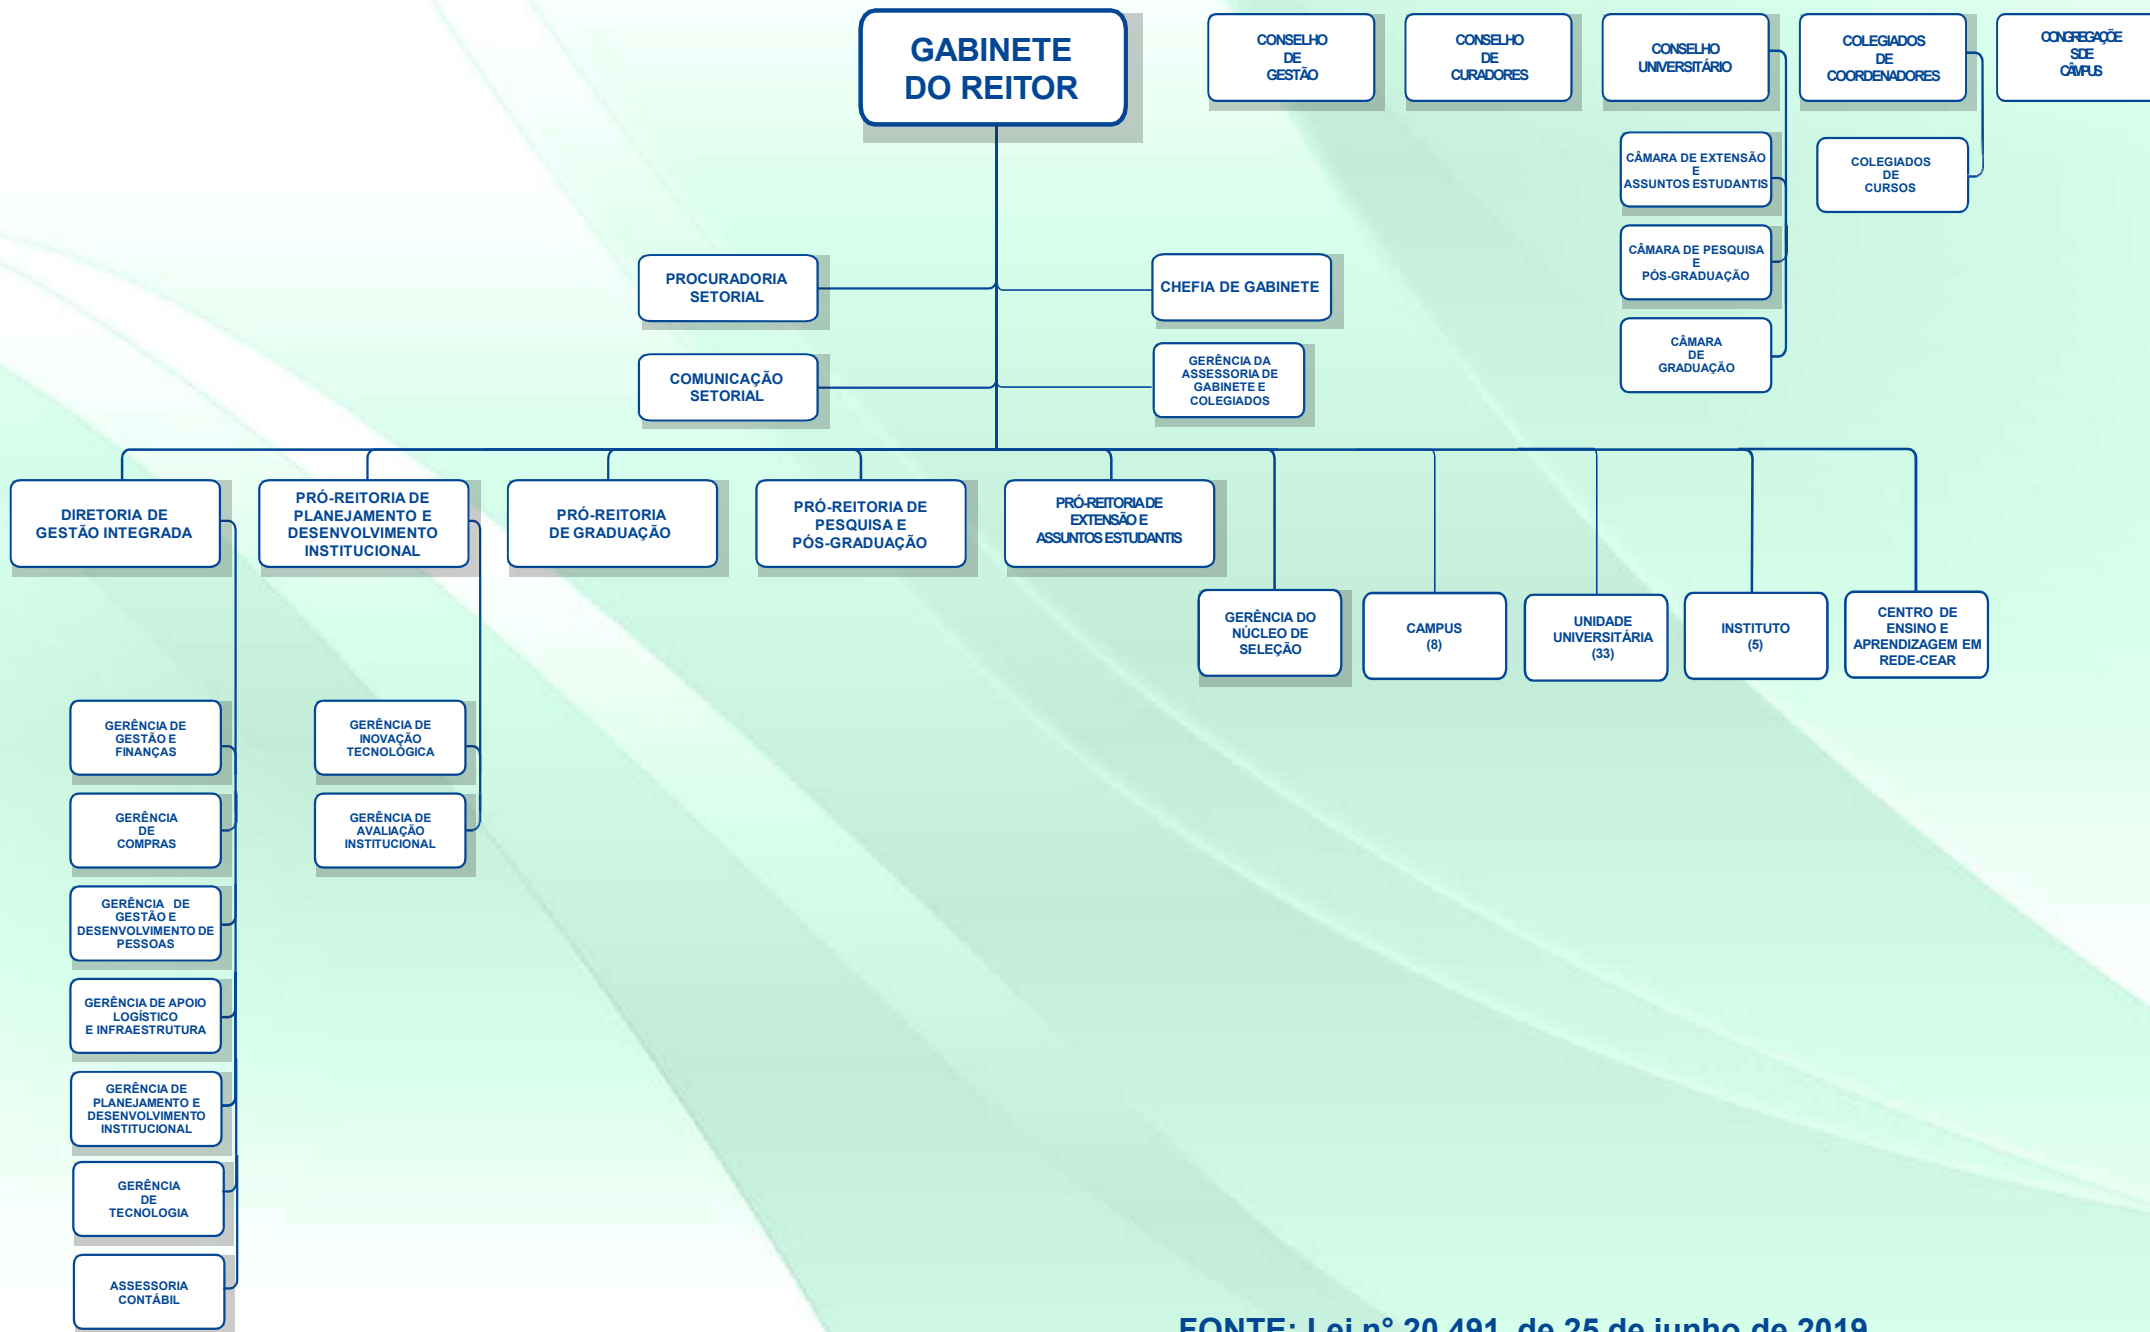 GABINETE
DO REITOR
CONSELHO
DE
GESTÃO
CONSELHO
DE
CURADORES
CONSELHO
UNIVERSITÁRIO
COLEGIADOS
DE
COORDENADORES
CONGREGAÇÕE
SDE
CÂMPUS
CÂMARA DE EXTENSÃO
E
ASSUNTOS ESTUDANTIS
COLEGIADOS
DE
CURSOS
CÂMARA DE PESQUISA
E
PÓS-GRADUAÇÃO
CÂMARA
DE
GRADUAÇÃO
PROCURADORIA
SETORIAL
CHEFIA DE GABINETE
COMUNICAÇÃO
SETORIAL
GERÊNCIA DA
ASSESSORIA DE
GABINETE E
COLEGIADOS
DIRETORIA DE
GESTÃO INTEGRADA
PRÓ-REITORIA DE
PLANEJAMENTO E
DESENVOLVIMENTO
INSTITUCIONAL
PRÓ-REITORIA
DE GRADUAÇÃO
PRÓ-REITORIA DE
PESQUISA E
PÓS-GRADUAÇÃO
PRÓ-REITORIA DE
EXTENSÃO E
ASSUNTOS ESTUDANTIS
GERÊNCIA DO
NÚCLEO DE
SELEÇÃO
CAMPUS
(8)
UNIDADE
UNIVERSITÁRIA
(33)
INSTITUTO
(5)
CENTRO DE
ENSINO E
APRENDIZAGEM EM
REDE-CEAR
GERÊNCIA DE
GESTÃO E
FINANÇAS
GERÊNCIA DE
INOVAÇÃO
TECNOLÓGICA
GERÊNCIA
DE
COMPRAS
GERÊNCIA DE
AVALIAÇÃO
INSTITUCIONAL
GERÊNCIA DE
GESTÃO E
DESENVOLVIMENTO DE
PESSOAS
GERÊNCIA DE APOIO
LOGÍSTICO
E INFRAESTRUTURA
GERÊNCIA DE
PLANEJAMENTO E
DESENVOLVIMENTO
INSTITUCIONAL
GERÊNCIA
DE
TECNOLOGIA
ASSESSORIA
CONTÁBIL
FONTE: Lei nº 20.491, de 25 de junho de 2019